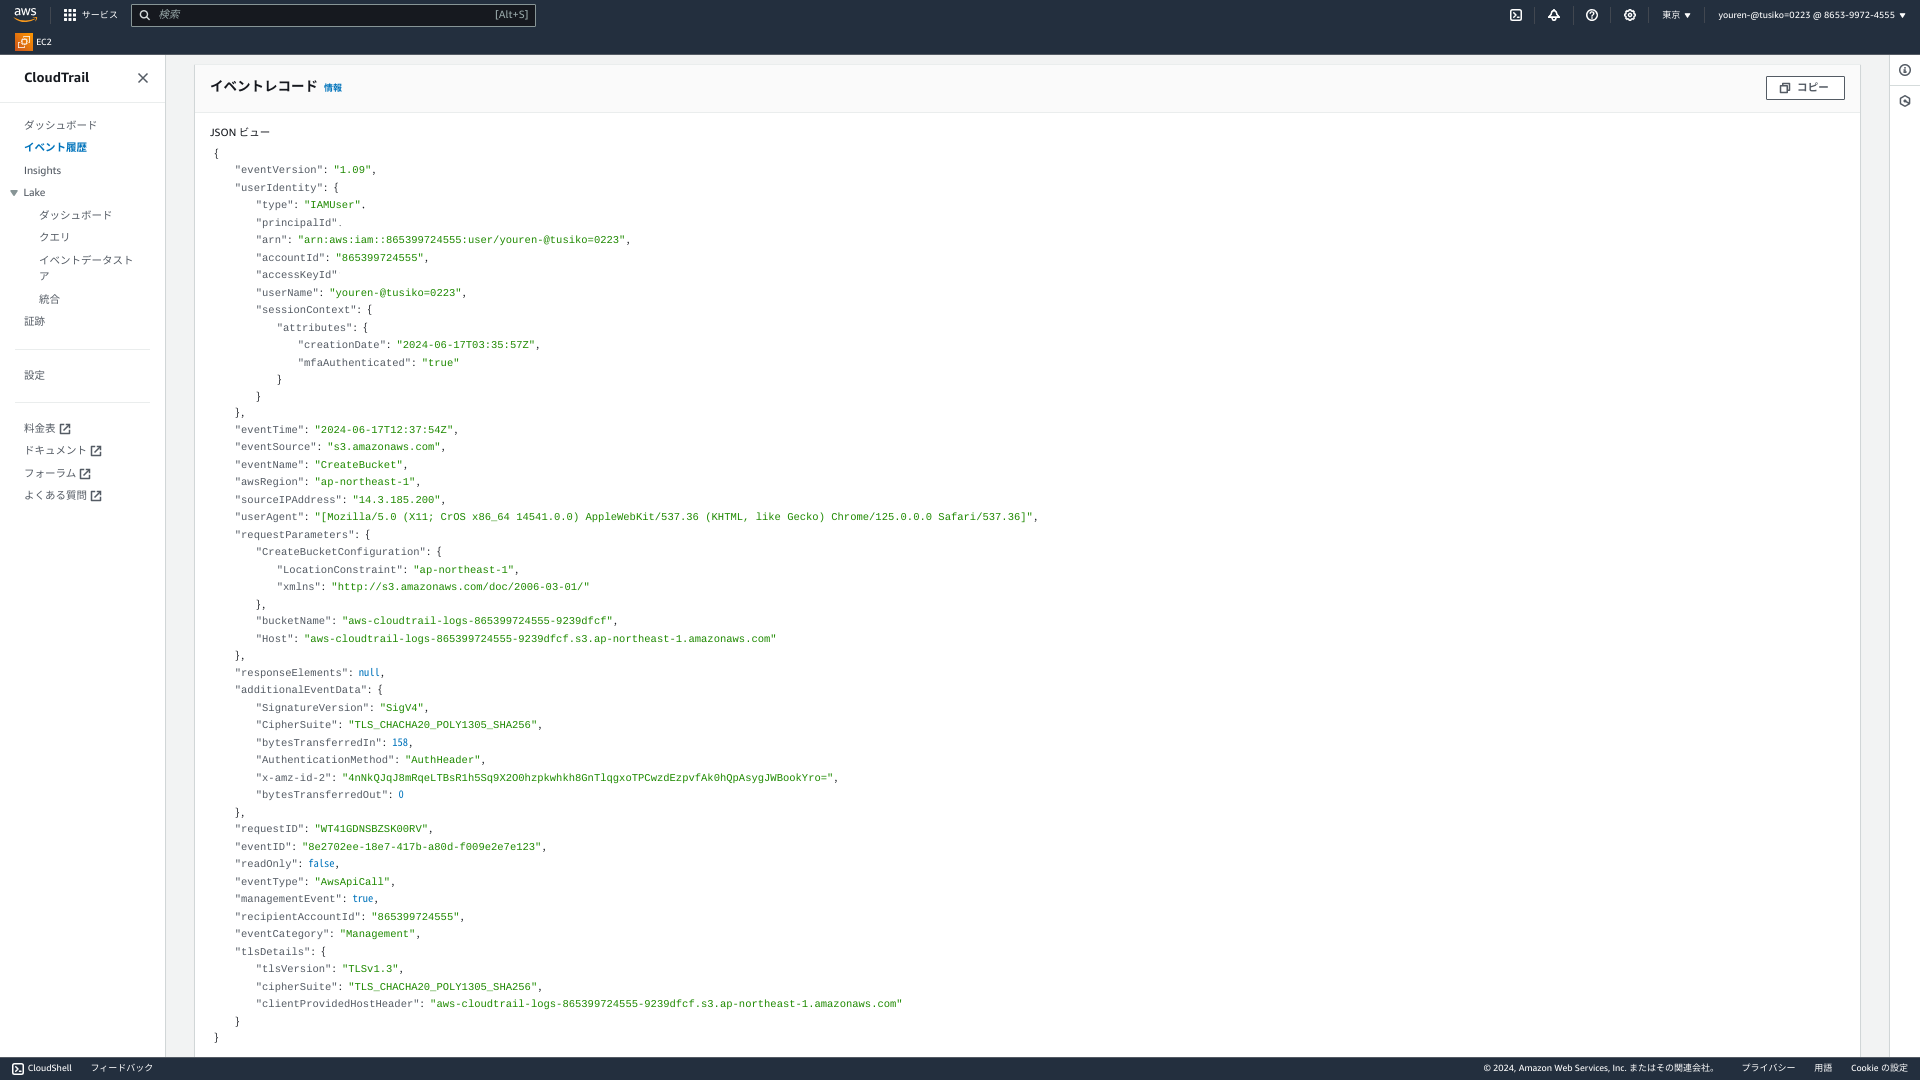 aws
サービス
検索
[Alt+S]
東京 ▼
youren-@tusiko=0223 @ 8653-9972-4555 ▼
EC2
CloudTrail
ダッシュボード
イベント履歴
Insights
Lake
ダッシュボード
クエリ
イベントデータスト
ア
統合
証跡
設定
料金表
ドキュメント
フォーラム
よくある質問
イベントレコード 情報
コピー
JSON ビュー
{
"eventVersion": "1.09",
"userIdentity": {
"type": "IAMUser".
"principalId".
"arn": "arn:aws:iam::865399724555:user/youren-@tusiko=0223",
"accountId": "865399724555",
"accessKeyId"
"userName": "youren-@tusiko=0223",
"sessionContext": {
"attributes": {
"creationDate": "2024-06-17T03:35:57Z",
"mfaAuthenticated": "true"
}
}
},
"eventTime": "2024-06-17T12:37:54Z",
"eventSource": "s3.amazonaws.com",
"eventName": "CreateBucket",
"awsRegion": "ap-northeast-1",
"sourceIPAddress": "14.3.185.200",
"userAgent": "[Mozilla/5.0 (X11; CrOS x86_64 14541.0.0) AppleWebKit/537.36 (KHTML, like Gecko) Chrome/125.0.0.0 Safari/537.36]",
"requestParameters": {
"CreateBucketConfiguration": {
"LocationConstraint": "ap-northeast-1",
"xmlns": "http://s3.amazonaws.com/doc/2006-03-01/"
},
"bucketName": "aws-cloudtrail-logs-865399724555-9239dfcf",
"Host": "aws-cloudtrail-logs-865399724555-9239dfcf.s3.ap-northeast-1.amazonaws.com"
},
"responseElements": null,
"additionalEventData": {
"SignatureVersion": "SigV4",
"CipherSuite": "TLS_CHACHA20_POLY1305_SHA256",
"bytesTransferredIn": 158,
"AuthenticationMethod": "AuthHeader",
"x-amz-id-2": "4nNkQJqJ8mRqeLTBsR1h5Sq9X2O0hzpkwhkh8GnTlqgxoTPCwzdEzpvfAk0hQpAsygJWBookYro=",
"bytesTransferredOut": 0
},
"requestID": "WT41GDNSBZSK00RV",
"eventID": "8e2702ee-18e7-417b-a80d-f009e2e7e123",
"readOnly": false,
"eventType": "AwsApiCall",
"managementEvent": true,
"recipientAccountId": "865399724555",
"eventCategory": "Management",
"tlsDetails": {
"tlsVersion": "TLSv1.3",
"cipherSuite": "TLS_CHACHA20_POLY1305_SHA256",
"clientProvidedHostHeader": "aws-cloudtrail-logs-865399724555-9239dfcf.s3.ap-northeast-1.amazonaws.com"
}
}
CloudShell
フィードバック
© 2024, Amazon Web Services, Inc. またはその関連会社。
プライバシー
用語
Cookie の設定